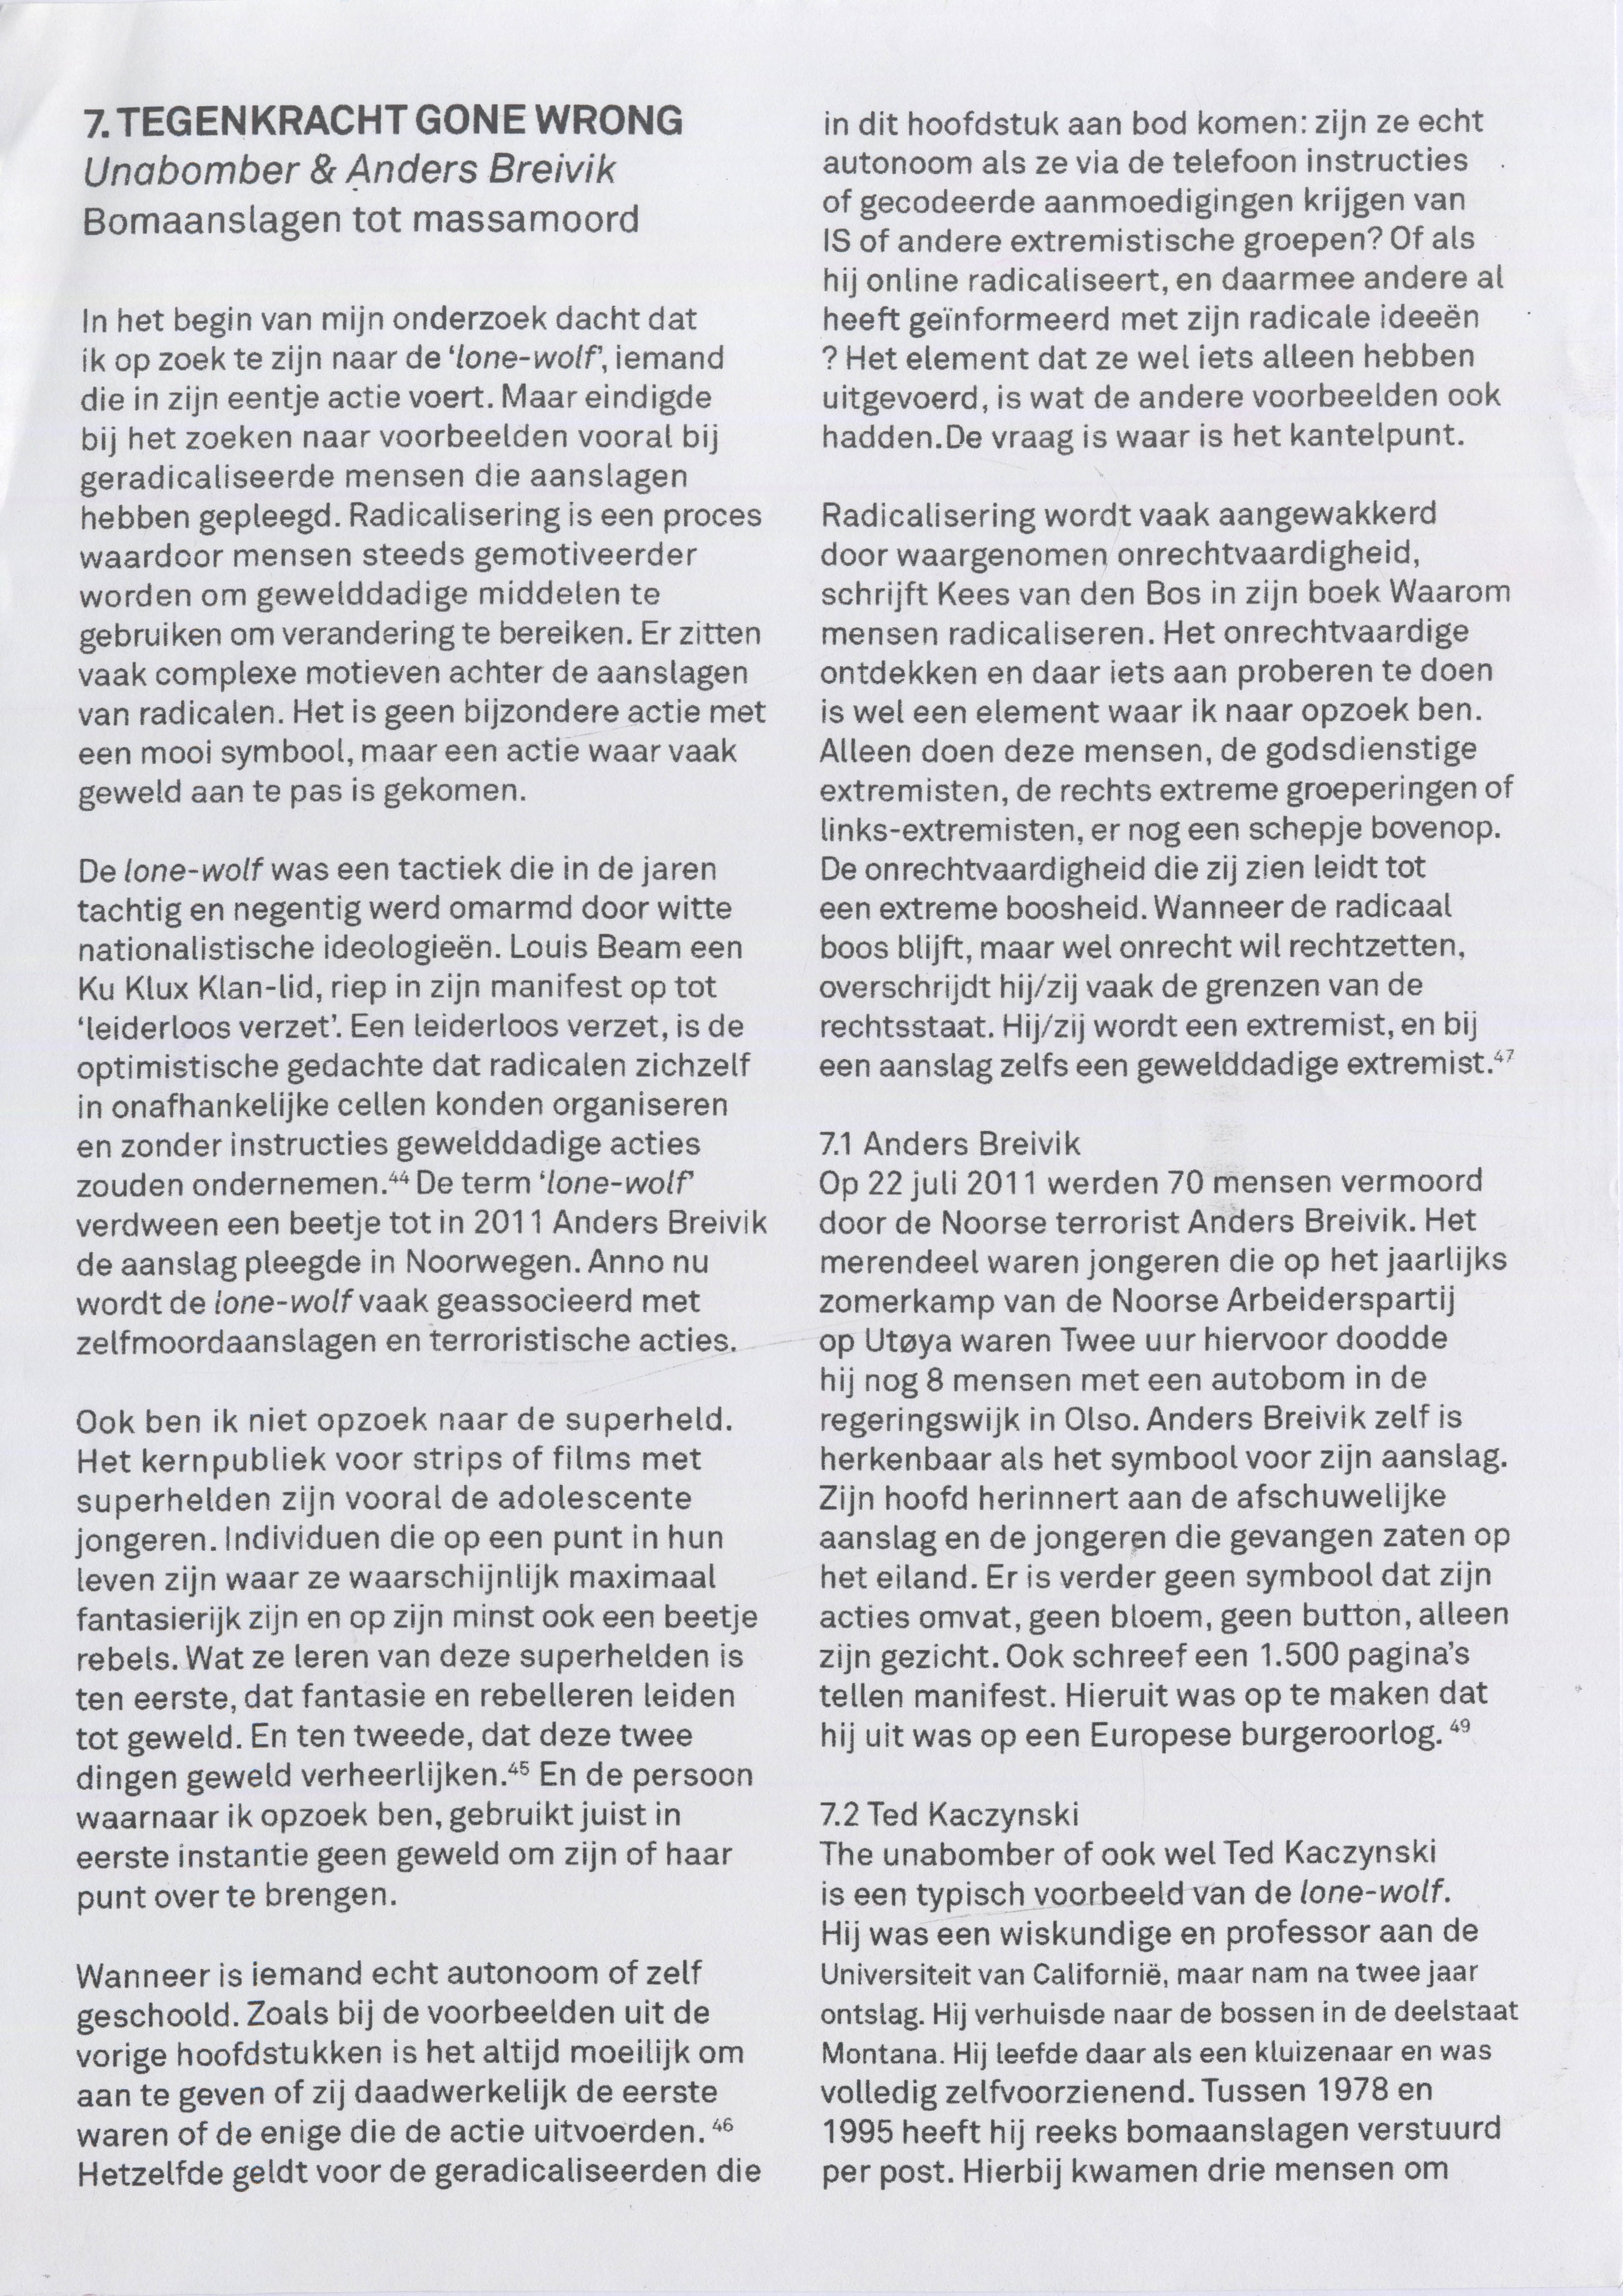 7. TEGENKRACHT GONE WRONG
Unabomber & Anders Breivik
Bomaanslagen tot massamoord
In het begin van mijn onderzoek dacht dat
ik op zoek te zijn naar de ‘lone-wolf’, iemand
die in zijn eentje actie voert. Maar eindigde
bij het zoeken naar voorbeelden vooral bij
geradicaliseerde mensen die aanslagen
hebben gepleegd. Radicalisering is een proces
waardoor mensen steeds gemotiveerder
worden om gewelddadige middelen te
gebruiken om verandering te bereiken. Er zitten
vaak complexe motieven achter de aanslagen
van radicalen. Het is geen bijzondere actie met
een mooi symbool, maar een actie waar vaak
geweld aan te pas is gekomen.
De lone-wolf was een tactiek die in de jaren
tachtig en negentig werd omarmd door witte
nationalistische ideologieën. Louis Beam een
Ku Klux Klan-lid, riep in zijn manifest op tot
‘leiderloos verzet’. Een leiderloos verzet, is de
optimistische gedachte dat radicalen zichzelf
in onafhankelijke cellen konden organiseren
en zonder instructies gewelddadige acties
zouden ondernemen.⁴⁴ De term ‘lone-wolf’
verdween een beetje tot in 2011 Anders Breivik
de aanslag pleegde in Noorwegen. Anno nu
wordt de lone-wolf vaak geassocieerd met
zelfmoordaanslagen en terroristische acties.
Ook ben ik niet opzoek naar de superheld.
Het kernpubliek voor strips of films met
superhelden zijn vooral de adolescente
jongeren. Individuen die op een punt in hun
leven zijn waar ze waarschijnlijk maximaal
fantasierijk zijn en op zijn minst ook een beetje
rebels. Wat ze leren van deze superhelden is
ten eerste, dat fantasie en rebelleren leiden
tot geweld. En ten tweede, dat deze twee
dingen geweld verheerlijken.⁴⁵ En de persoon
waarnaar ik opzoek ben, gebruikt juist in
eerste instantie geen geweld om zijn of haar
punt over te brengen.
Wanneer is iemand echt autonoom of zelf
geschoold. Zoals bij de voorbeelden uit de
vorige hoofdstukken is het altijd moeilijk om
aan te geven of zij daadwerkelijk de eerste
waren of de enige die de actie uitvoerden. ⁴⁶
Hetzelfde geldt voor de geradicaliseerden die
in dit hoofdstuk aan bod komen: zijn ze echt
autonoom als ze via de telefoon instructies
of gecodeerde aanmoedigingen krijgen van
IS of andere extremistische groepen? Of als
hij online radicaliseert, en daarmee andere al
heeft geïnformeerd met zijn radicale ideeën
? Het element dat ze wel iets alleen hebben
uitgevoerd, is wat de andere voorbeelden ook
hadden.De vraag is waar is het kantelpunt.
Radicalisering wordt vaak aangewakkerd
door waargenomen onrechtvaardigheid,
schrijft Kees van den Bos in zijn boek Waarom
mensen radicaliseren. Het onrechtvaardige
ontdekken en daar iets aan proberen te doen
is wel een element waar ik naar opzoek ben.
Alleen doen deze mensen, de godsdienstige
extremisten, de rechts extreme groeperingen of
links-extremisten, er nog een schepje bovenop.
De onrechtvaardigheid die zij zien leidt tot
een extreme boosheid. Wanneer de radicaal
boos blijft, maar wel onrecht wil rechtzetten,
overschrijdt hij/zij vaak de grenzen van de
rechtsstaat. Hij/zij wordt een extremist, en bij
een aanslag zelfs een gewelddadige extremist.⁴⁷
7.1 Anders Breivik
Op 22 juli 2011 werden 70 mensen vermoord
door de Noorse terrorist Anders Breivik. Het
merendeel waren jongeren die op het jaarlijks
zomerkamp van de Noorse Arbeiderspartij
op Utøya waren Twee uur hiervoor doodde
hij nog 8 mensen met een autobom in de
regeringswijk in Olso. Anders Breivik zelf is
herkenbaar als het symbool voor zijn aanslag.
Zijn hoofd herinnert aan de afschuwelijke
aanslag en de jongeren die gevangen zaten op
het eiland. Er is verder geen symbool dat zijn
acties omvat, geen bloem, geen button, alleen
zijn gezicht. Ook schreef een 1.500 pagina’s
tellen manifest. Hieruit was op te maken dat
hij uit was op een Europese burgeroorlog. ⁴⁹
7.2 Ted Kaczynski
The unabomber of ook wel Ted Kaczynski
is een typisch voorbeeld van de lone-wolf.
Hij was een wiskundige en professor aan de
Universiteit van Californië, maar nam na twee jaar
ontslag. Hij verhuisde naar de bossen in de deelstaat
Montana. Hij leefde daar als een kluizenaar en was
volledig zelfvoorzienend. Tussen 1978 en
1995 heeft hij reeks bomaanslagen verstuurd
per post. Hierbij kwamen drie mensen om